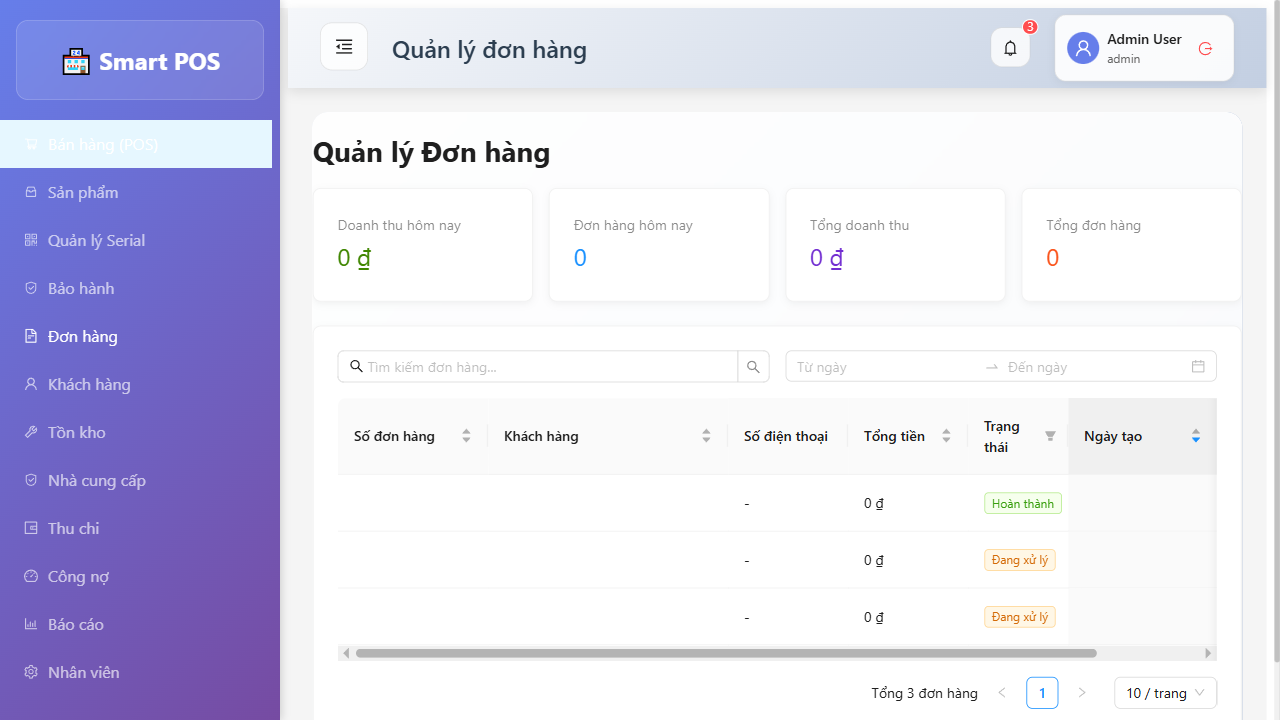 Smart POS
Bán hàng (POS)
Sản phẩm
Quản lý Serial
Bảo hành
Đơn hàng
Khách hàng
Tồn kho
Nhà cung cấp
Thu chi
Công nợ
Báo cáo
Nhân viên
Quản lý đơn hàng
3
Admin User
admin
Quản lý Đơn hàng
Doanh thu hôm nay
0 ₫
Đơn hàng hôm nay
0
Tổng doanh thu
0 ₫
Tổng đơn hàng
0
Tìm kiếm đơn hàng...
Từ ngày
Đến ngày
Số đơn hàng
Khách hàng
Số điện thoại
Tổng tiền
Trạng
thái
Ngày tạo
- 0 ₫ Hoàn thành
- 0 ₫ Đang xử lý
- 0 ₫ Đang xử lý
Tổng 3 đơn hàng
1
10 / trang